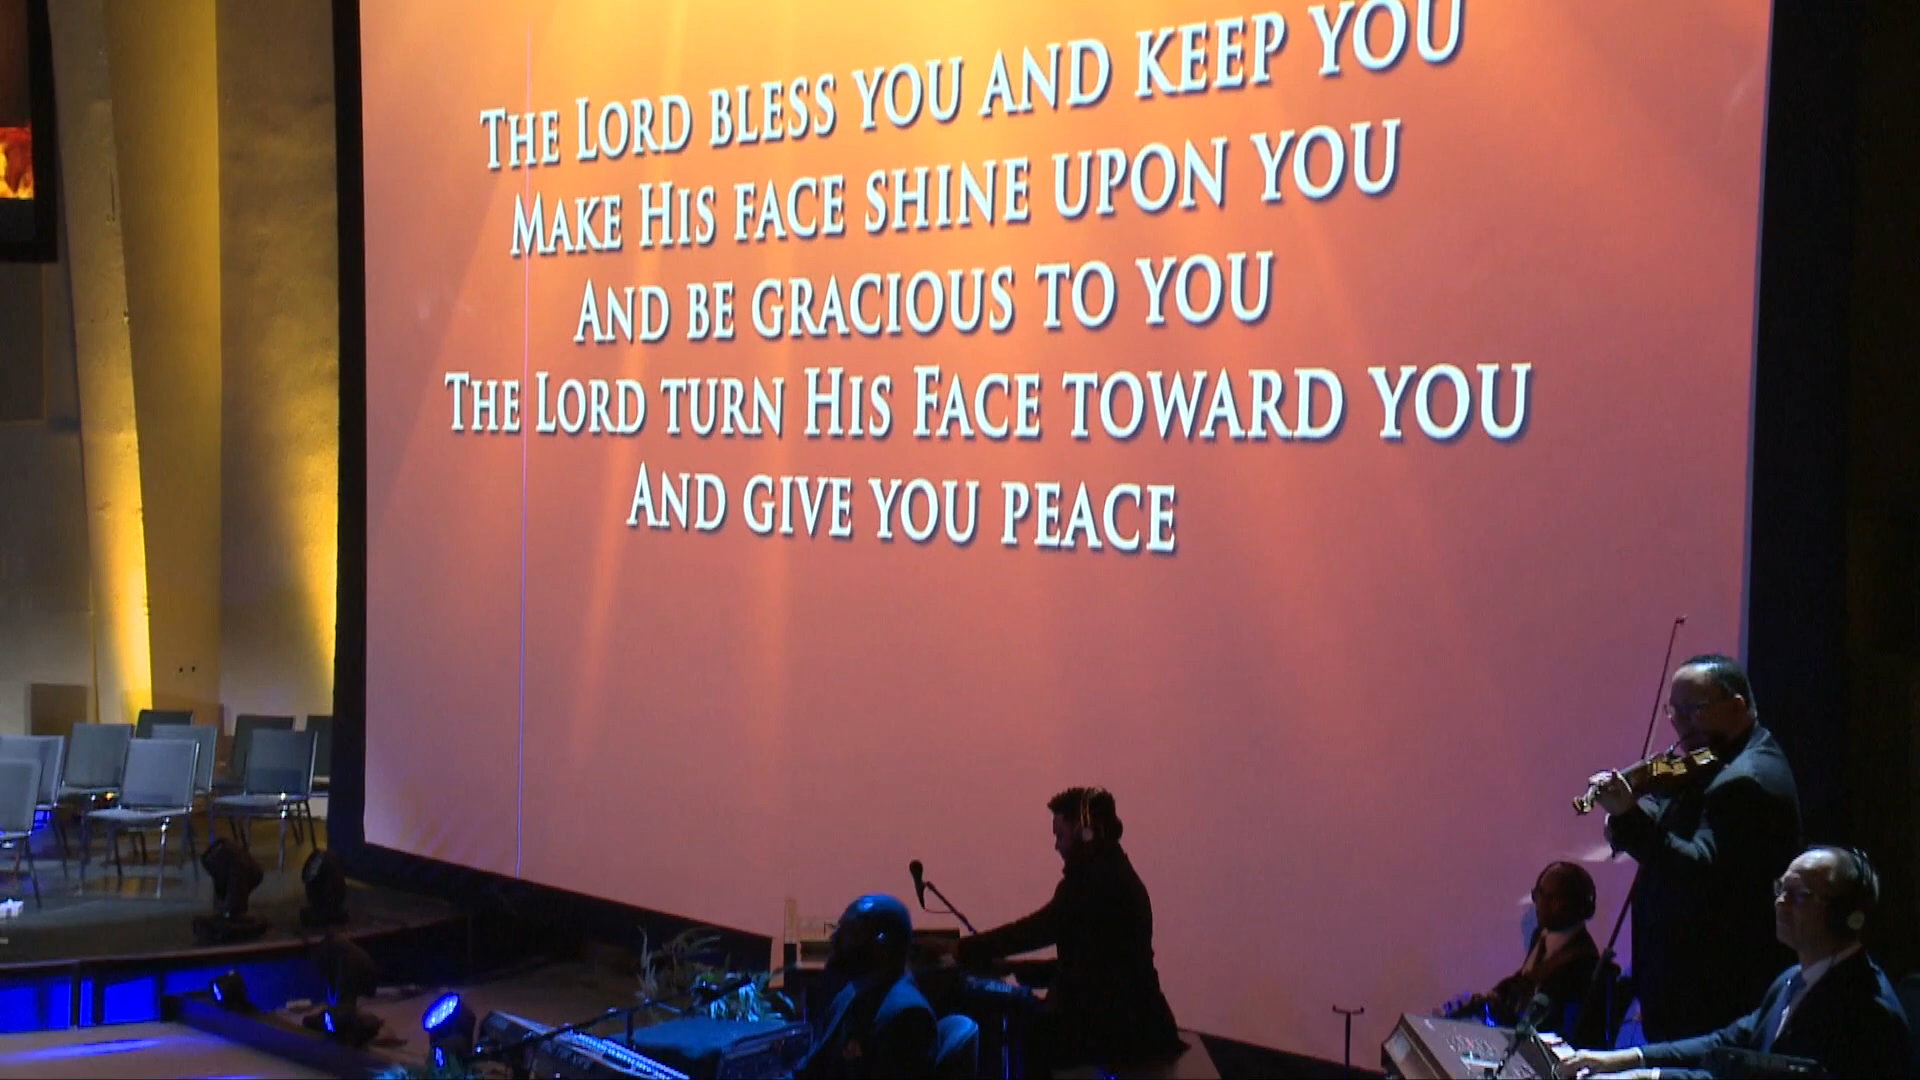 The Lord bless you and keep you
Make His face shine upon you
And be gracious to you
The Lord turn His Face toward you
And give you peace